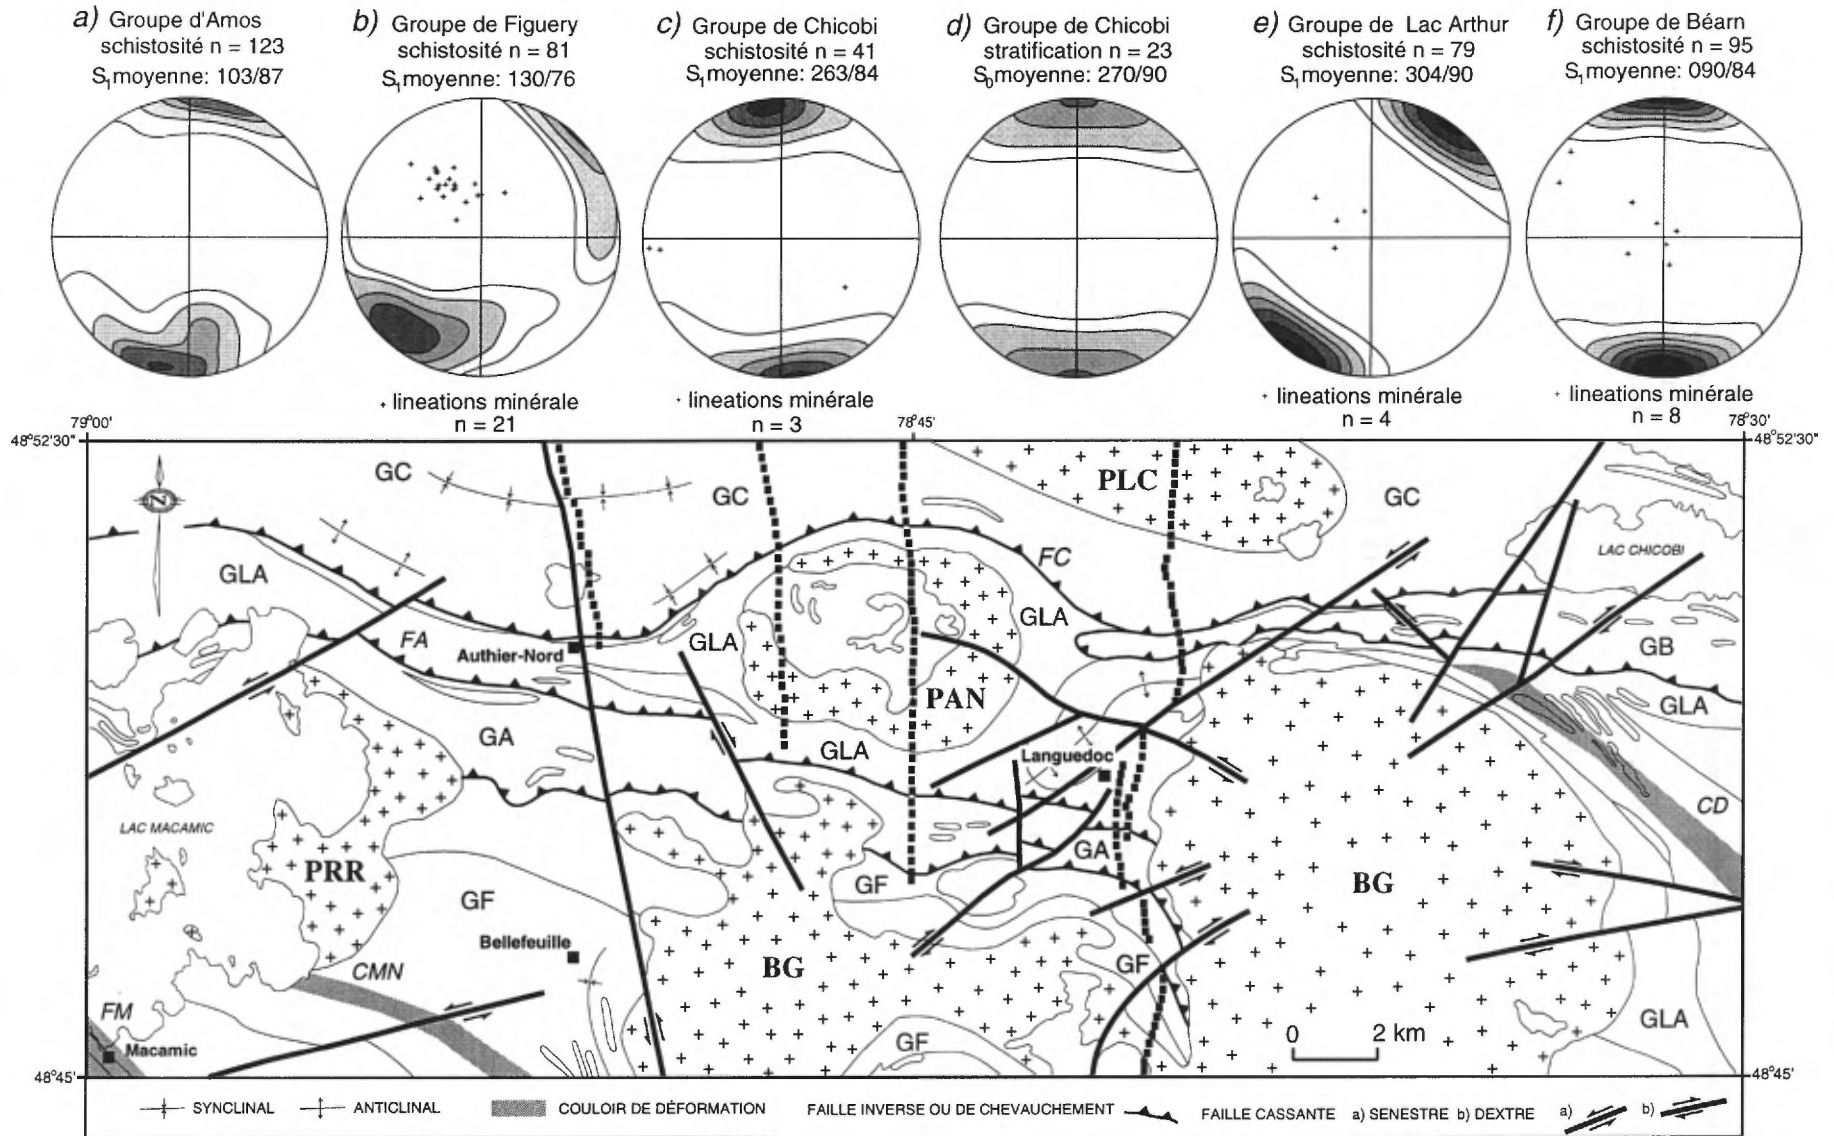 a) Groupe d'Amos
schistosité n = 123
S1 moyenne: 103/87
b) Groupe de Figuery
schistosité n = 81
S1 moyenne: 130/76
c) Groupe de Chicobi
schistosité n = 41
S1 moyenne: 263/84
d) Groupe de Chicobi
stratification n = 23
S0 moyenne: 270/90
e) Groupe de Lac Arthur
schistosité n = 79
S1 moyenne: 304/90
f) Groupe de Béarn
schistosité n = 95
S1 moyenne: 090/84
+ lineations minérale
n = 21
+ lineations minérale
n = 3
+ lineations minérale
n = 4
+ lineations minérale
n = 8
79°00'
78°45'
78°30'
48°52'30"
48°52'30"
GC
GC
PLC
GC
N
LAC CHICOBI
FC
GLA
GLA
GLA
FA
Authier-Nord
GB
PAN
GLA
GA
GLA
Languedoc
CD
LAC MACAMIC
PRR
GA
GF
BG
GF
Bellefeuille
CMN
BG
GF
FM
Macamic
GF
0 2 km
GLA
48°45'
48°45'
SYNCLINAL
ANTICLINAL
COULOIR DE DÉFORMATION
FAILLE INVERSE OU DE CHEVAUCHEMENT
FAILLE CASSANTE a) SENESTRE b) DEXTRE a) b)